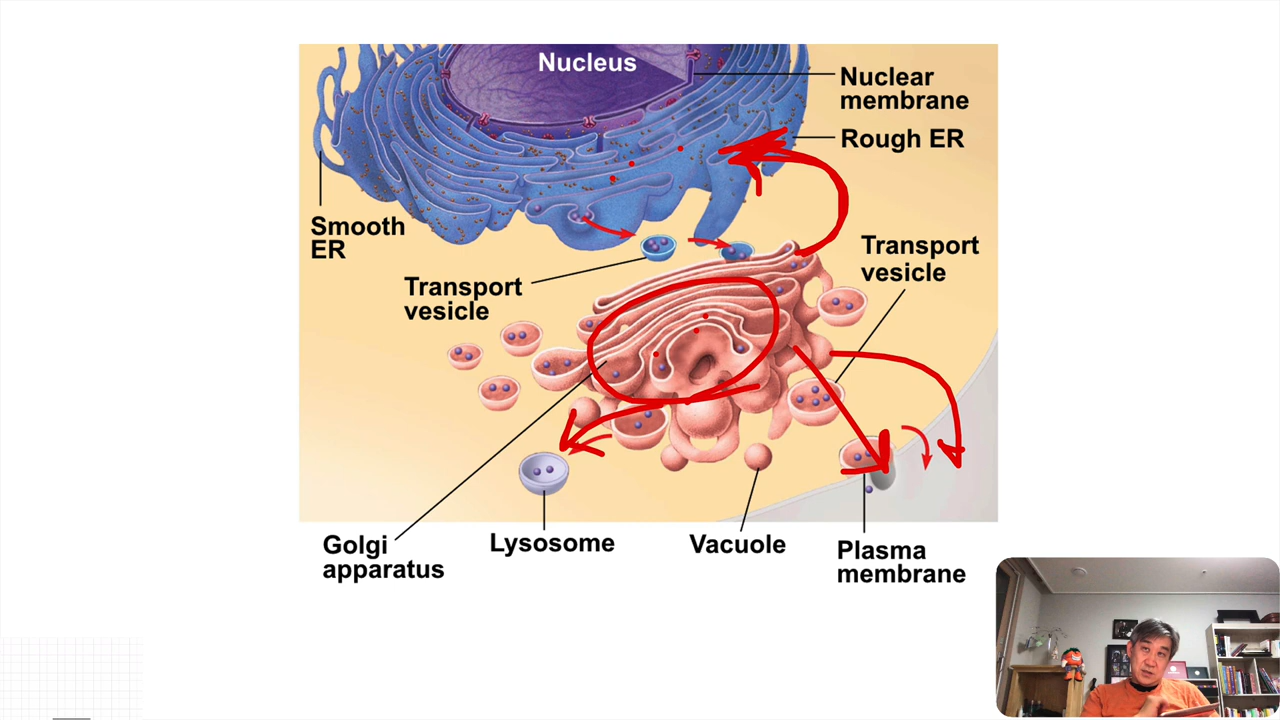 Nucleus
Nuclear
membrane
Rough ER
Smooth
ER
Transport
vesicle
Transport
vesicle
Golgi
apparatus
Lysosome
Vacuole
Plasma
membrane